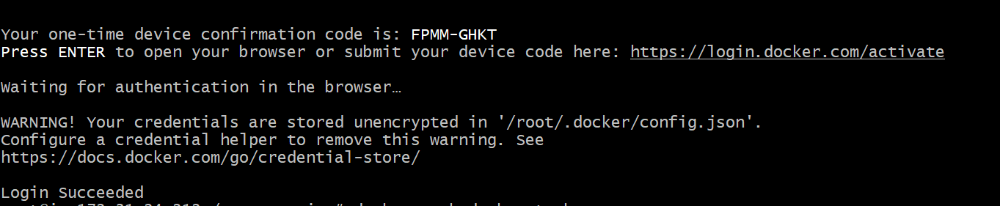 Your one-time device confirmation code is: FPMM-GHKT
Press ENTER to open your browser or submit your device code here: https://login.docker.com/activate
Waiting for authentication in the browser…
WARNING! Your credentials are stored unencrypted in '/root/.docker/config.json'.
Configure a credential helper to remove this warning. See
https://docs.docker.com/go/credential-store/
Login Succeeded